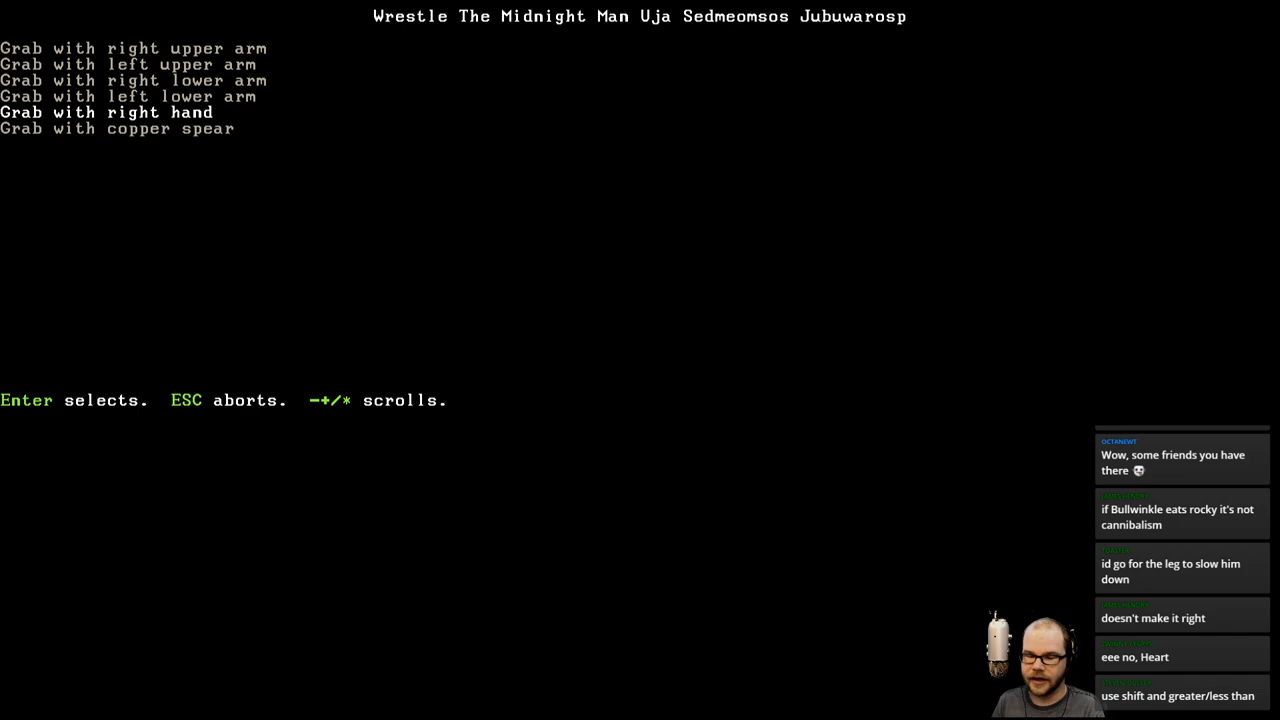 Wrestle The Midnight Man Uja Sedmeomsos Jubuwarosp
Grab with right upper arm
Grab with left upper arm
Grab with right lower arm
Grab with left lower arm
Grab with right hand
Grab with copper spear
Enter selects.  ESC aborts.  -+/* scrolls.
OCTANEWT
Wow, some friends you have
there
if Bullwinkle eats rocky it's not
cannibalism
id go for the leg to slow him
down
doesn't make it right
eee no, Heart
use shift and greater/less than